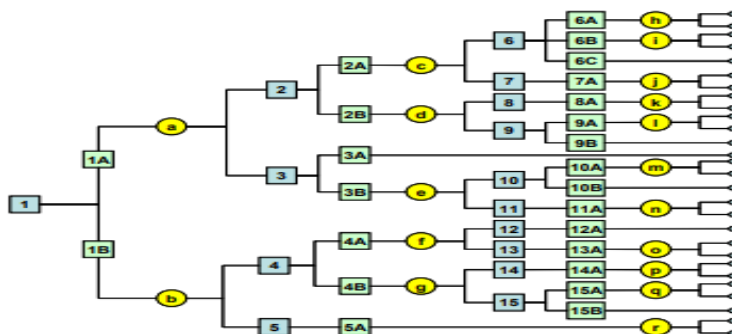 6A h
6 6B i
2A c 6C
2 7 7A j
2B d 8 8A k
a 9 9A l
9B
1A 3A
3 10 10A m
3B e 10B
1 11 11A n
12 12A
4A f 13 13A o
1B 4 14 14A p
4B g 15 15A q
b 15B
5 5A r